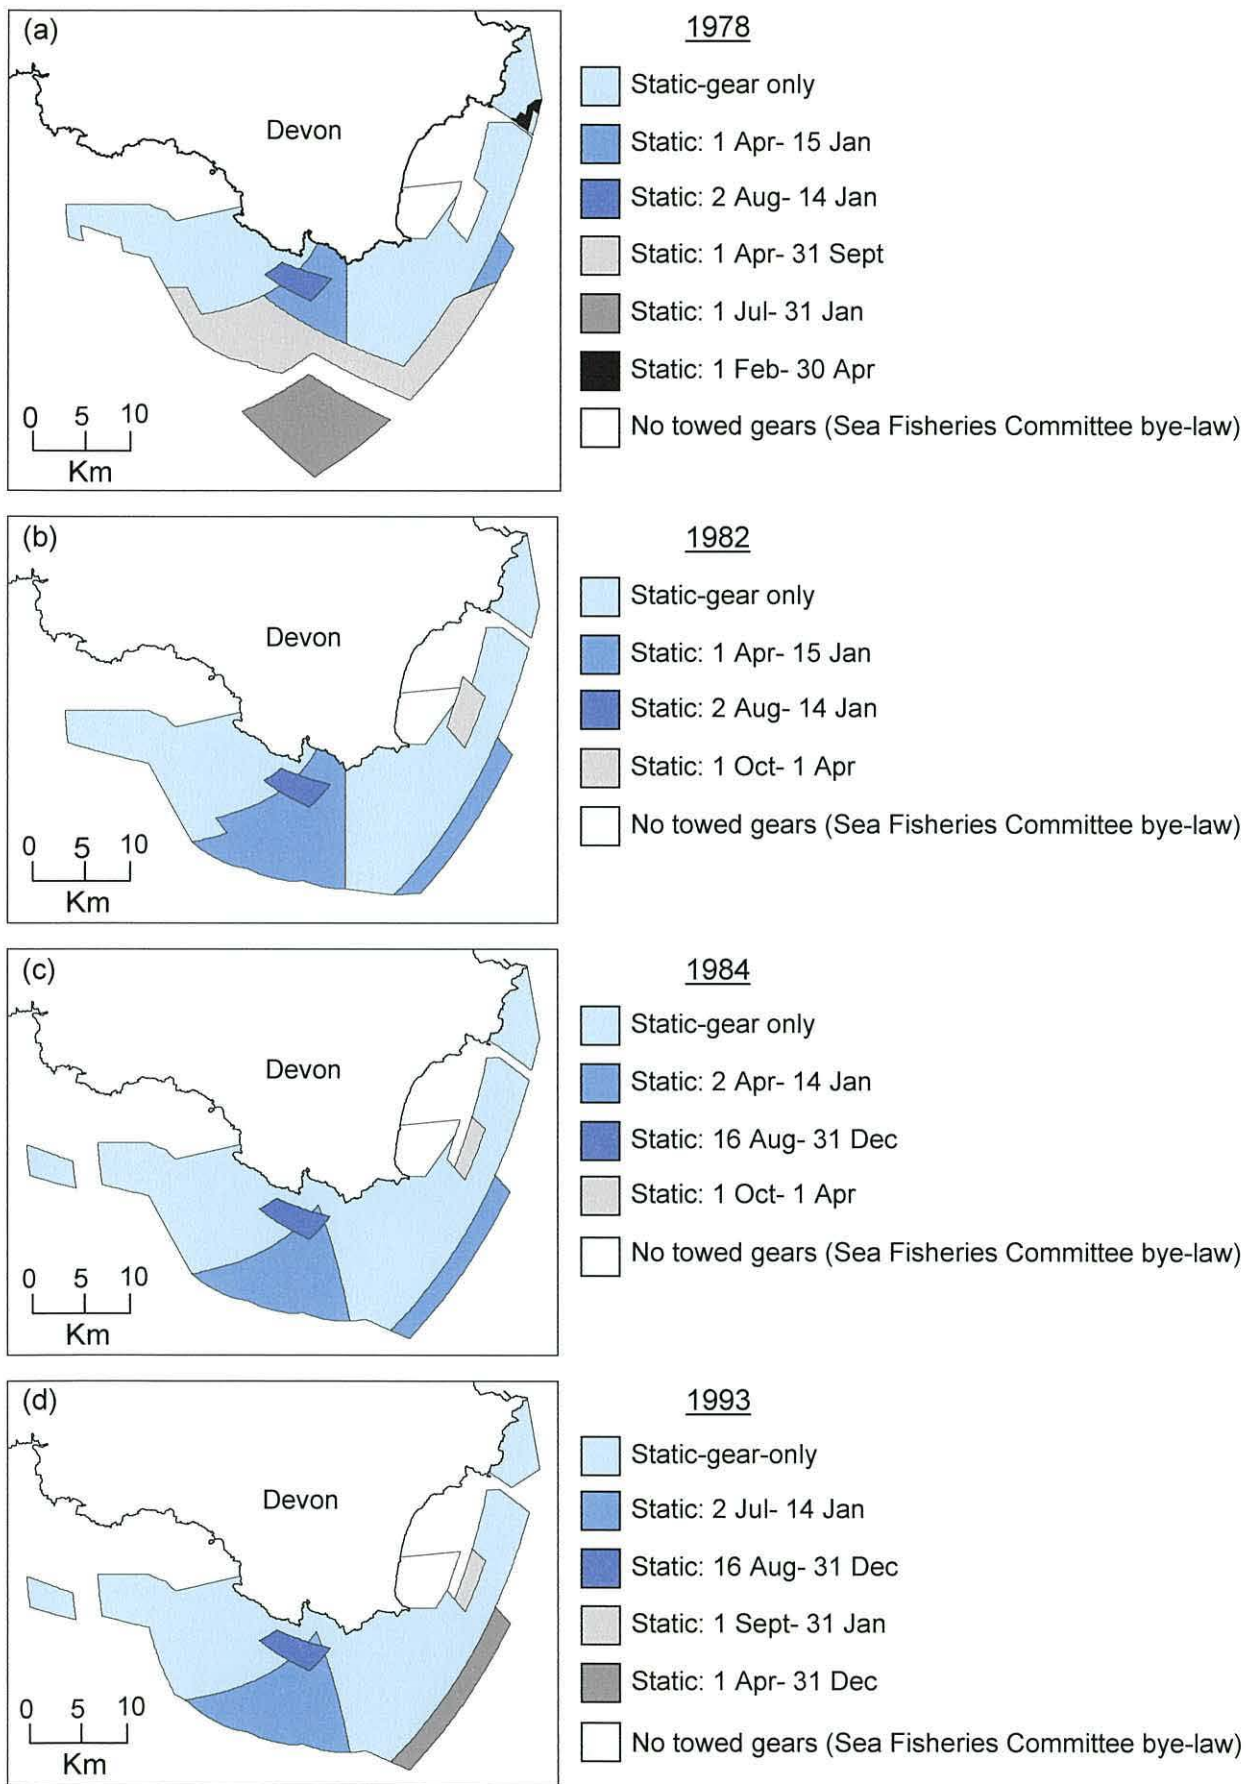 (a)
1978
Static-gear only
Static: 1 Apr- 15 Jan
Devon
Static: 2 Aug- 14 Jan
Static: 1 Apr- 31 Sept
Static: 1 Jul- 31 Jan
Static: 1 Feb- 30 Apr
No towed gears (Sea Fisheries Committee bye-law)
0 5 10
Km
(b)
1982
Static-gear only
Static: 1 Apr- 15 Jan
Devon
Static: 2 Aug- 14 Jan
Static: 1 Oct- 1 Apr
No towed gears (Sea Fisheries Committee bye-law)
0 5 10
Km
(c)
1984
Static-gear only
Static: 2 Apr- 14 Jan
Devon
Static: 16 Aug- 31 Dec
Static: 1 Oct- 1 Apr
No towed gears (Sea Fisheries Committee bye-law)
0 5 10
Km
(d)
1993
Static-gear-only
Static: 2 Jul- 14 Jan
Devon
Static: 16 Aug- 31 Dec
Static: 1 Sept- 31 Jan
Static: 1 Apr- 31 Dec
No towed gears (Sea Fisheries Committee bye-law)
0 5 10
Km